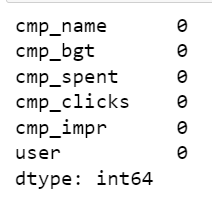 cmp_name 0
cmp_bgt 0
cmp_spent 0
cmp_clicks 0
cmp_impr 0
user 0
dtype: int64